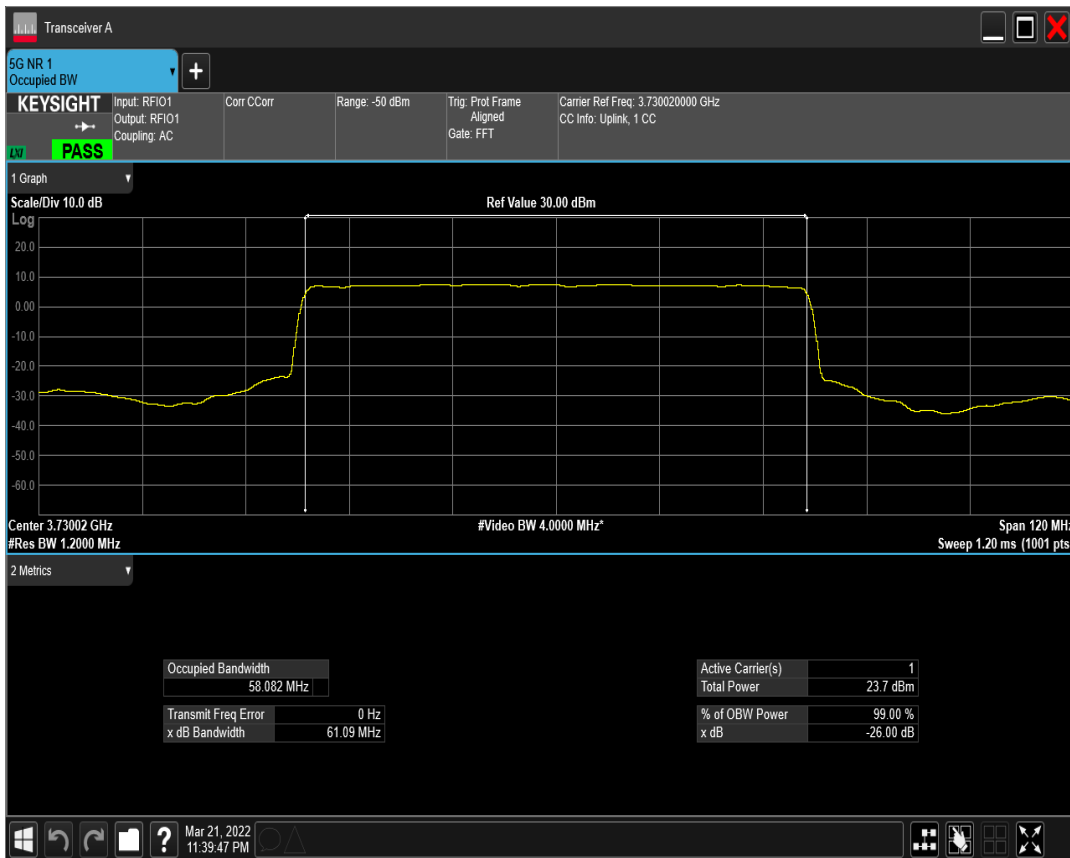 Transceiver A
5G NR 1
Occupied BW
+
KEYSIGHT
LXI
PASS
Input: RFIO1
Output: RFIO1
Coupling: AC
Corr CCorr
Range: -50 dBm
Trig: Prot Frame
Aligned
Gate: FFT
Carrier Ref Freq: 3.730020000 GHz
CC Info: Uplink, 1 CC
1 Graph
Scale/Div 10.0 dB
Ref Value 30.00 dBm
Log
20.0
10.0
0.00
-10.0
-20.0
-30.0
-40.0
-50.0
-60.0
Center 3.73002 GHz
#Video BW 4.0000 MHz*
Span 120 MHz
#Res BW 1.2000 MHz
Sweep 1.20 ms (1001 pts
2 Metrics
Occupied Bandwidth
58.082 MHz
Transmit Freq Error 0 Hz
x dB Bandwidth 61.09 MHz
Active Carrier(s) 1
Total Power 23.7 dBm
% of OBW Power 99.00 %
x dB -26.00 dB
?
Mar 21, 2022
11:39:47 PM